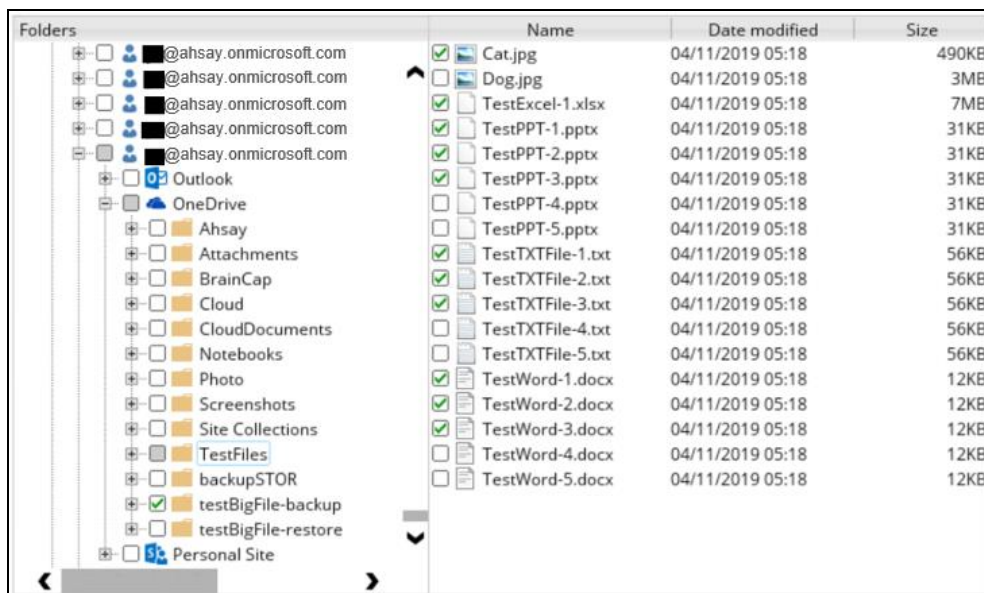 Folders
@ahsay.onmicrosoft.com
@ahsay.onmicrosoft.com
@ahsay.onmicrosoft.com
@ahsay.onmicrosoft.com
@ahsay.onmicrosoft.com
Outlook
OneDrive
Ahsay
Attachments
BrainCap
Cloud
CloudDocuments
Notebooks
Photo
Screenshots
Site Collections
TestFiles
backupSTOR
testBigFile-backup
testBigFile-restore
Personal Site
Name Date modified Size
Cat.jpg 04/11/2019 05:18 490KB
Dog.jpg 04/11/2019 05:18 3MB
TestExcel-1.xlsx 04/11/2019 05:18 7MB
TestPPT-1.pptx 04/11/2019 05:18 31KB
TestPPT-2.pptx 04/11/2019 05:18 31KB
TestPPT-3.pptx 04/11/2019 05:18 31KB
TestPPT-4.pptx 04/11/2019 05:18 31KB
TestPPT-5.pptx 04/11/2019 05:18 31KB
TestTXTFile-1.txt 04/11/2019 05:18 56KB
TestTXTFile-2.txt 04/11/2019 05:18 56KB
TestTXTFile-3.txt 04/11/2019 05:18 56KB
TestTXTFile-4.txt 04/11/2019 05:18 56KB
TestTXTFile-5.txt 04/11/2019 05:18 56KB
TestWord-1.docx 04/11/2019 05:18 12KB
TestWord-2.docx 04/11/2019 05:18 12KB
TestWord-3.docx 04/11/2019 05:18 12KB
TestWord-4.docx 04/11/2019 05:18 12KB
TestWord-5.docx 04/11/2019 05:18 12KB